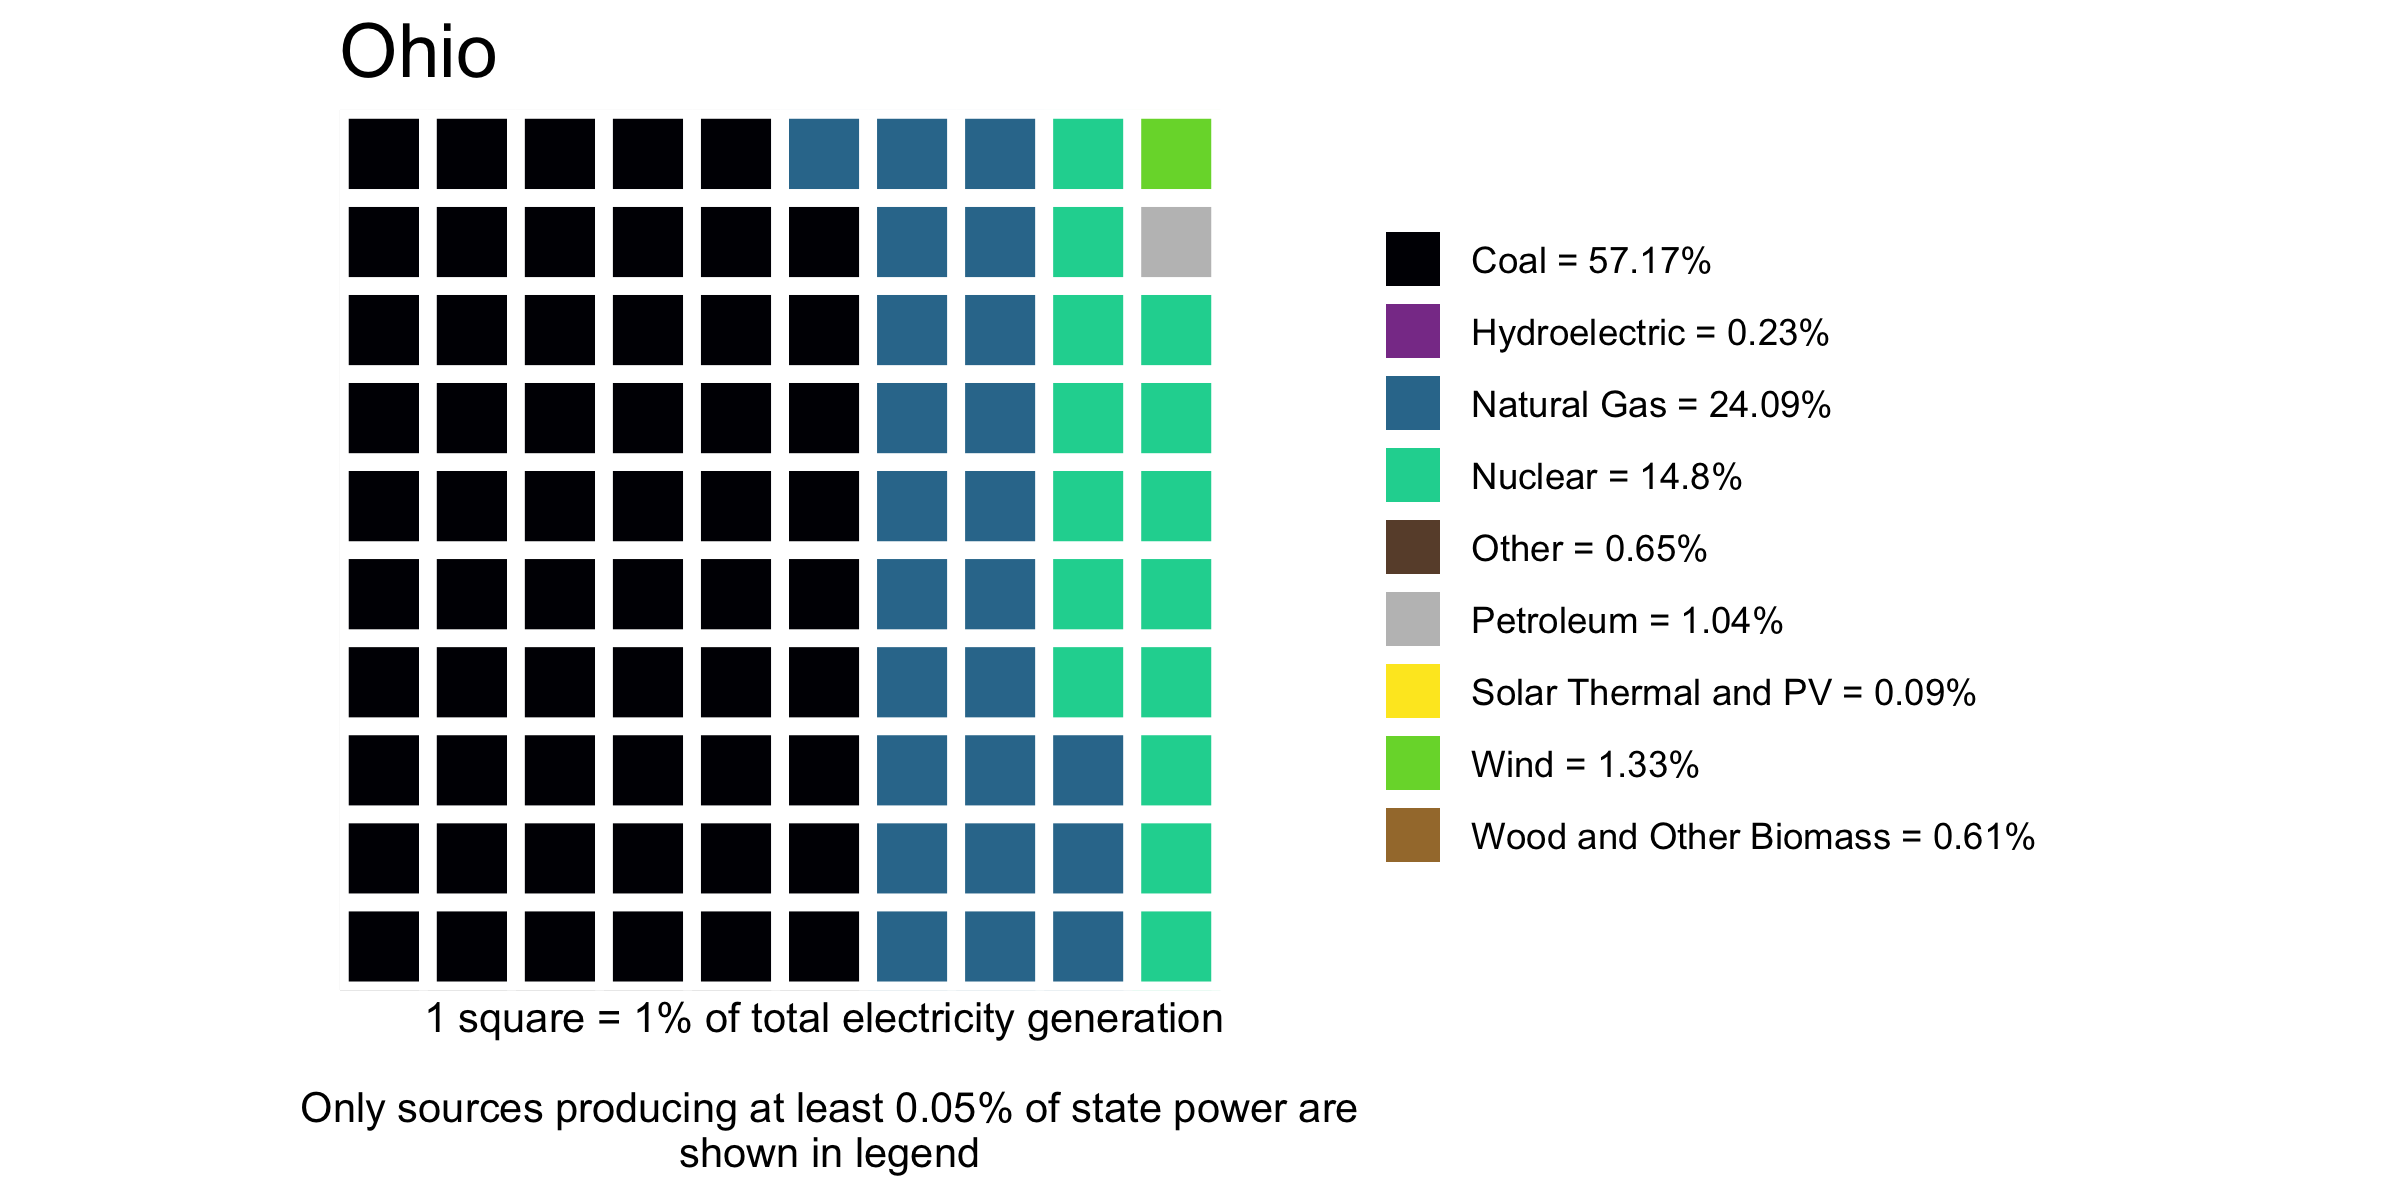 Ohio
Coal = 57.17%
Hydroelectric = 0.23%
Natural Gas = 24.09%
Nuclear = 14.8%
Other = 0.65%
Petroleum = 1.04%
Solar Thermal and PV = 0.09%
Wind = 1.33%
Wood and Other Biomass = 0.61%
1 square = 1% of total electricity generation
Only sources producing at least 0.05% of state power are
shown in legend